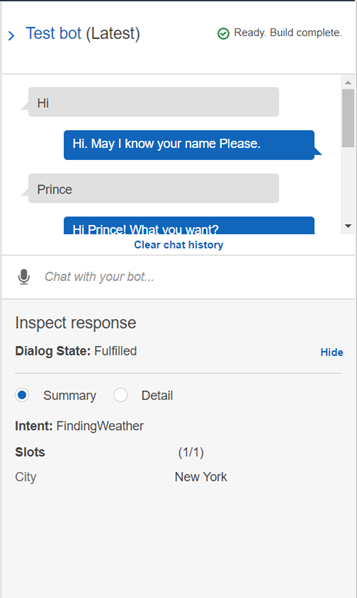 Test bot (Latest)
Ready. Build complete.
Hi
Hi. May I know your name Please.
Prince
Hi Prince! What you want?
Clear chat history
Chat with your bot...
Inspect response
Dialog State: Fulfilled
Hide
Summary Detail
Intent: FindingWeather
Slots (1/1)
City New York